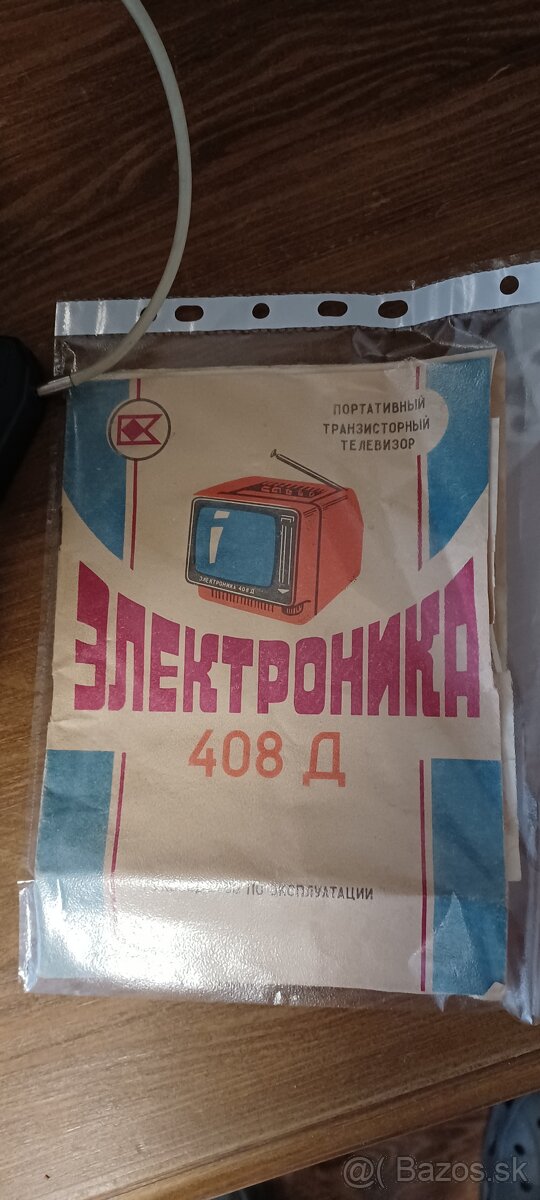 ПОРТАТИВНЫЙ
ТРАНЗИСТОРНЫЙ
ТЕЛЕВИЗОР
ЭЛЕКТРОНИКА 408 Д
ЭЛЕКТРОНИКА
408 Д
ПО ЭКСПЛУАТАЦИИ
@( Bazos.sk